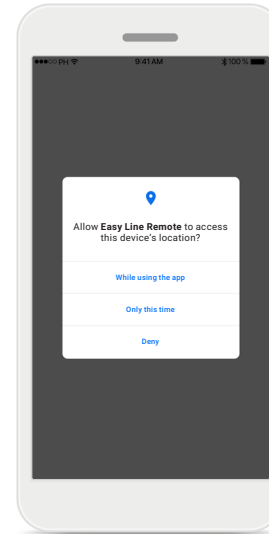 ●●●○○ PH 9:41 AM 100 %
Allow Easy Line Remote to access
this device's location?
While using the app
Only this time
Deny